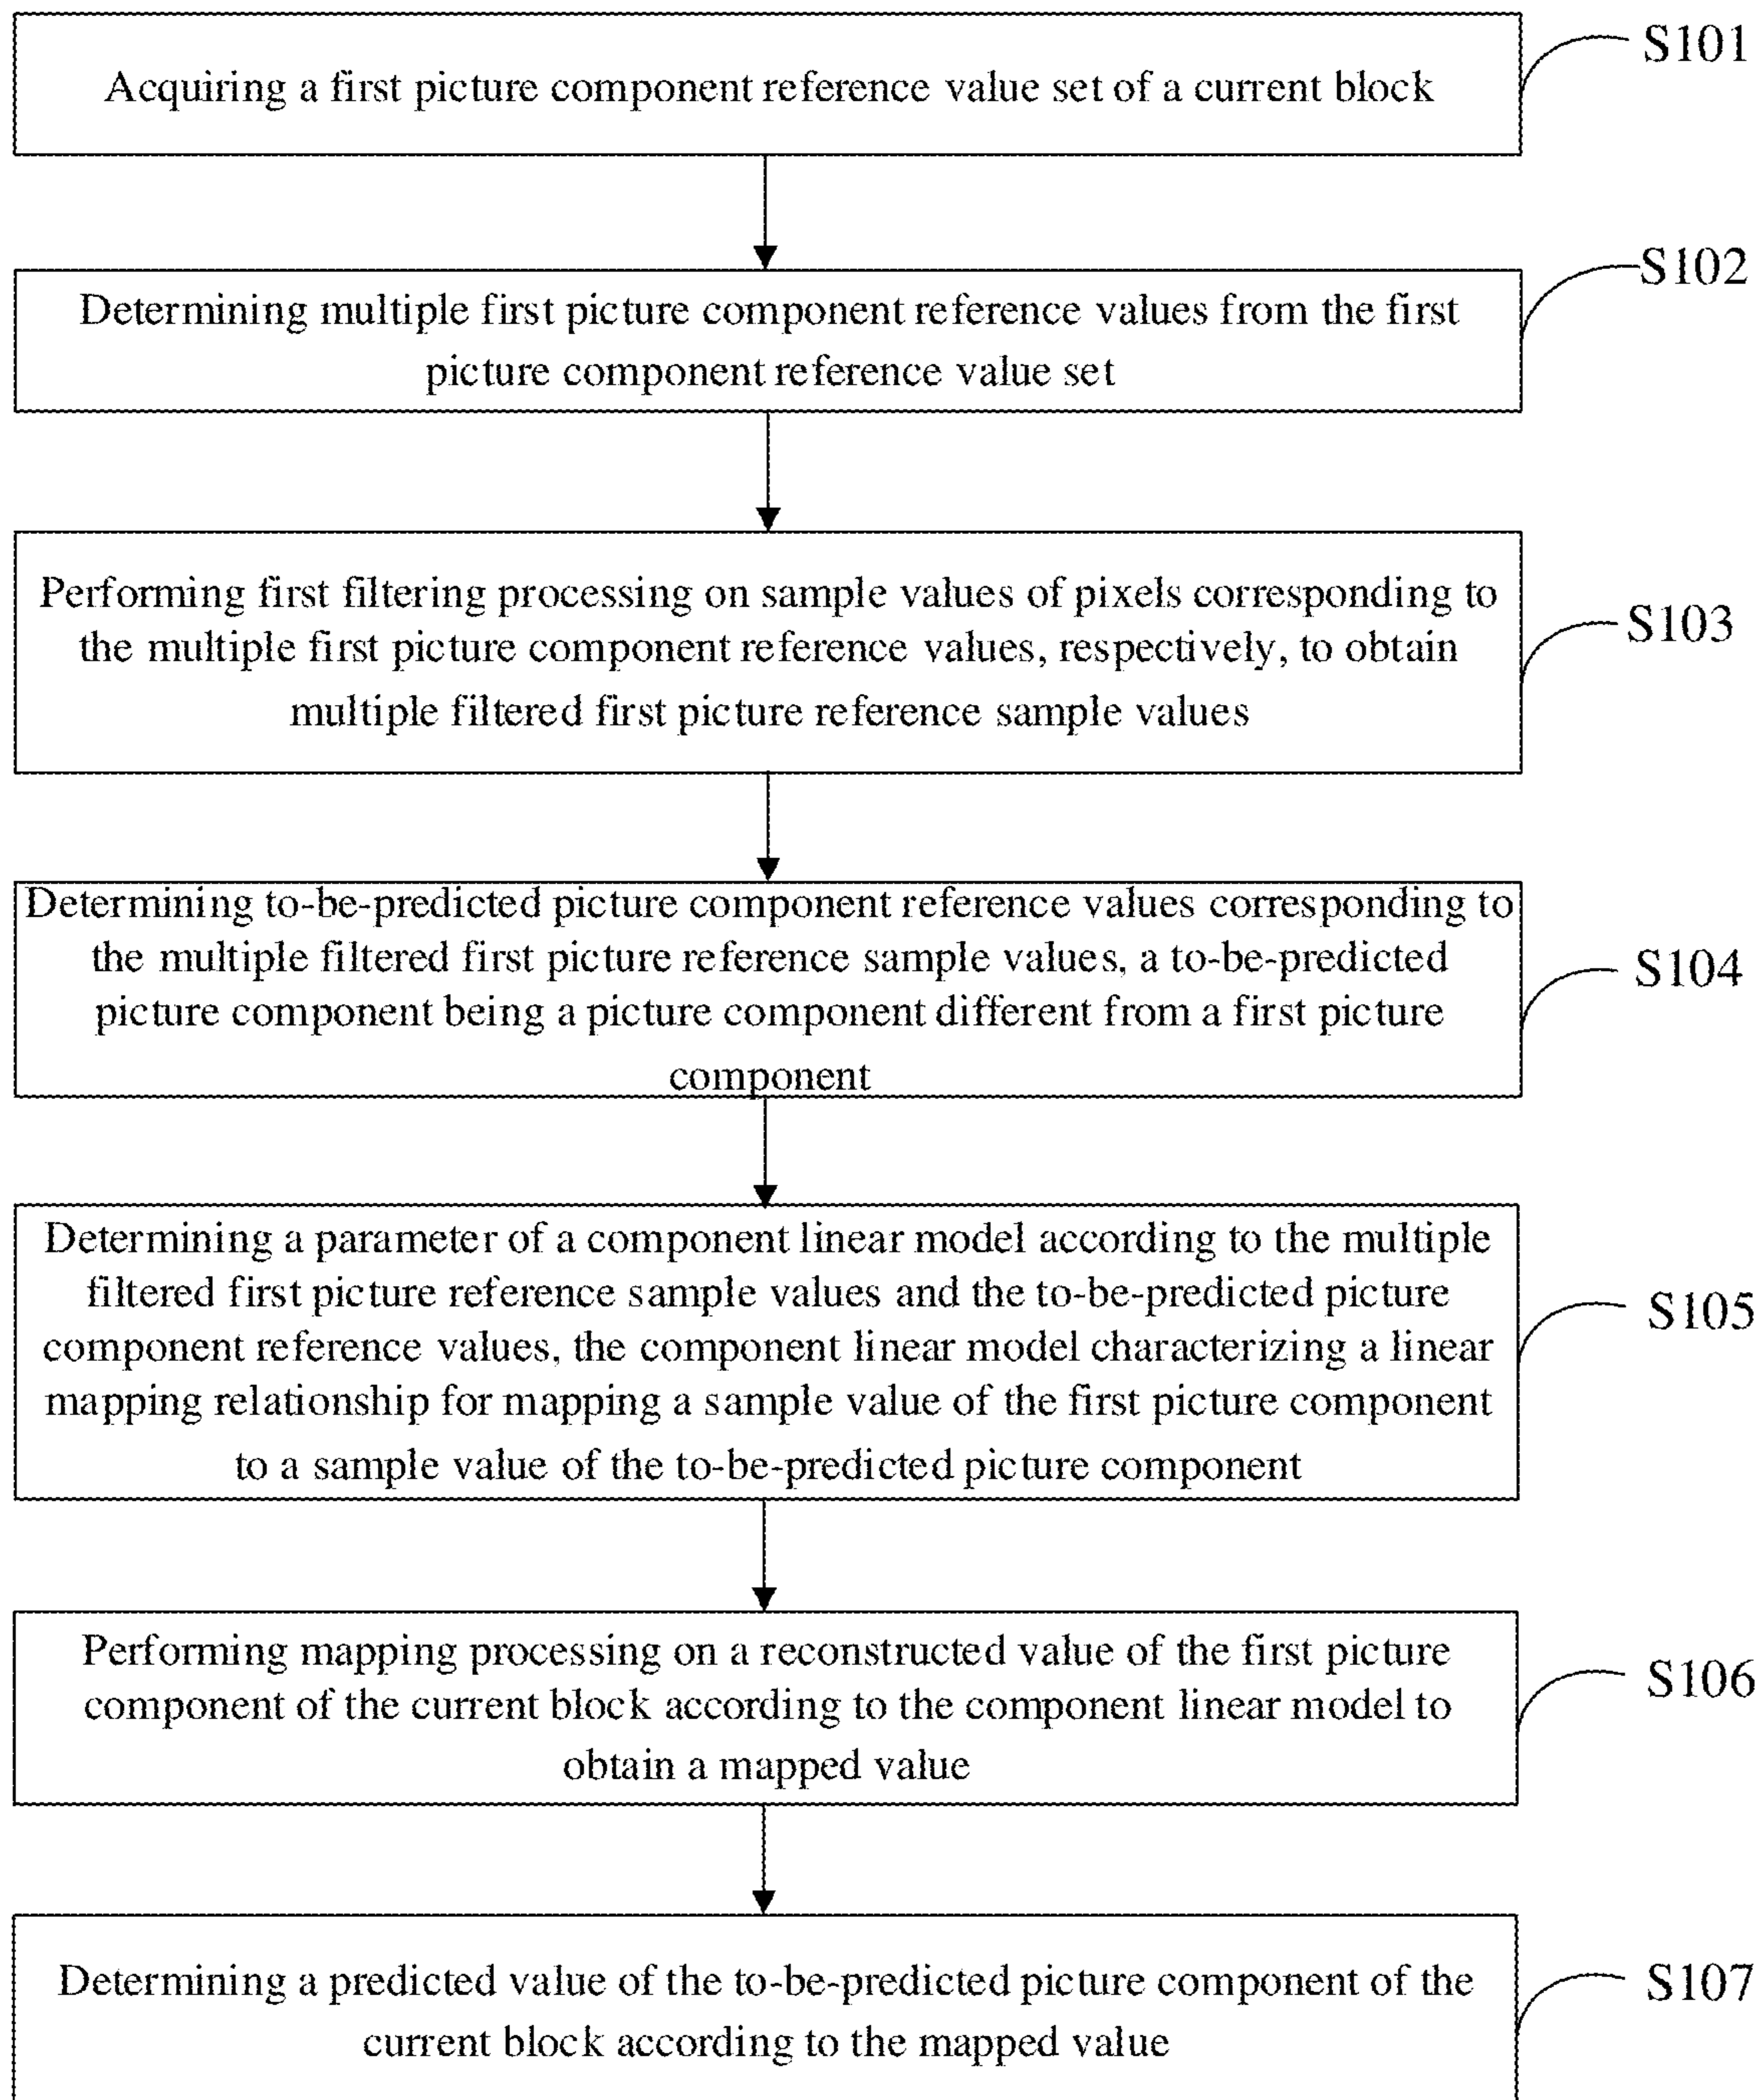 Acquiring a first picture component reference value set of a current block
S101
Determining multiple first picture component reference values from the first
picture component reference value set
S102
Performing first filtering processing on sample values of pixels corresponding to
the multiple first picture component reference values, respectively, to obtain
multiple filtered first picture reference sample values
S103
Determining to-be-predicted picture component reference values corresponding to
the multiple filtered first picture reference sample values, a to-be-predicted
picture component being a picture component different from a first picture
component
S104
Determining a parameter of a component linear model according to the multiple
filtered first picture reference sample values and the to-be-predicted picture
component reference values, the component linear model characterizing a linear
mapping relationship for mapping a sample value of the first picture component
to a sample value of the to-be-predicted picture component
S105
Performing mapping processing on a reconstructed value of the first picture
component of the current block according to the component linear model to
obtain a mapped value
S106
Determining a predicted value of the to-be-predicted picture component of the
current block according to the mapped value
S107